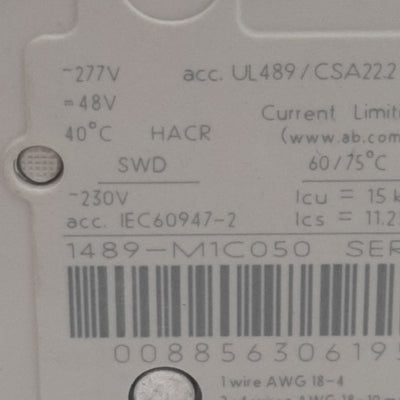 ~277V acc. UL489/CSA22.2
=48V Current Limiti
40°C HACR (www.ab.com
SWD 60/75°C
~230V Icu = 15 k
acc. IEC60947-2 Ics = 11.2
1489-M1C050 SER
008856306195
1 wire AWG 18-4